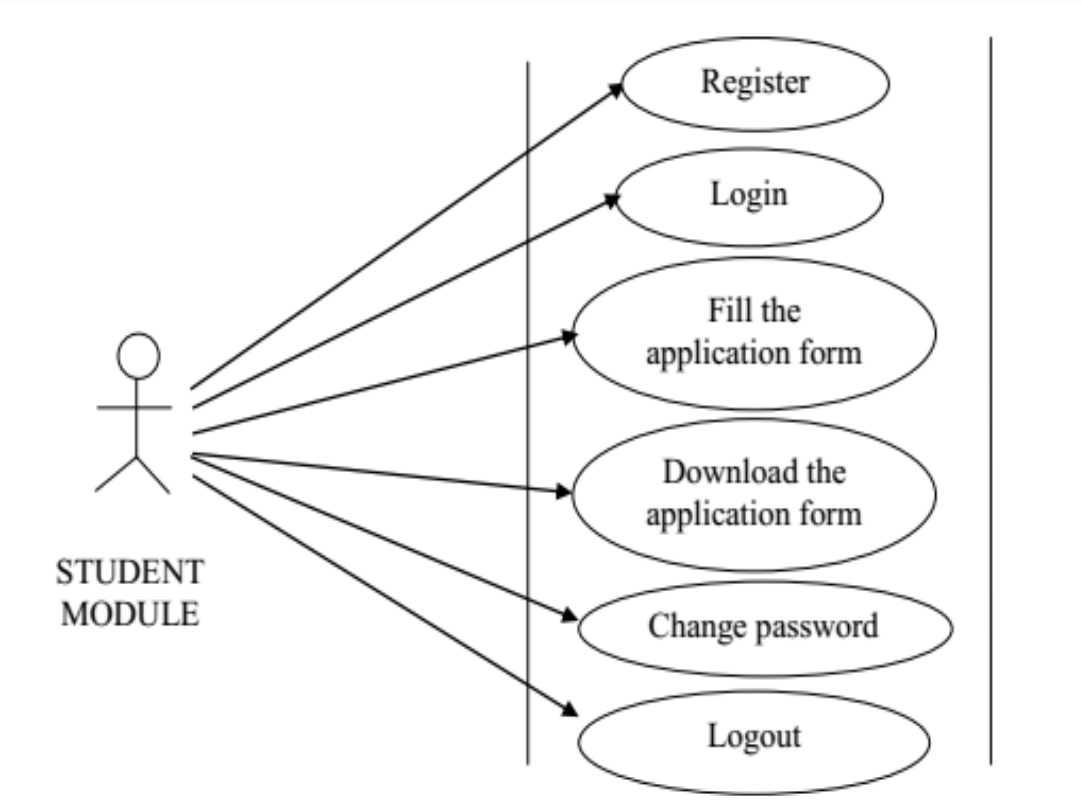 Register
Login
Fill the
application form
Download the
application form
Change password
Logout
STUDENT
MODULE